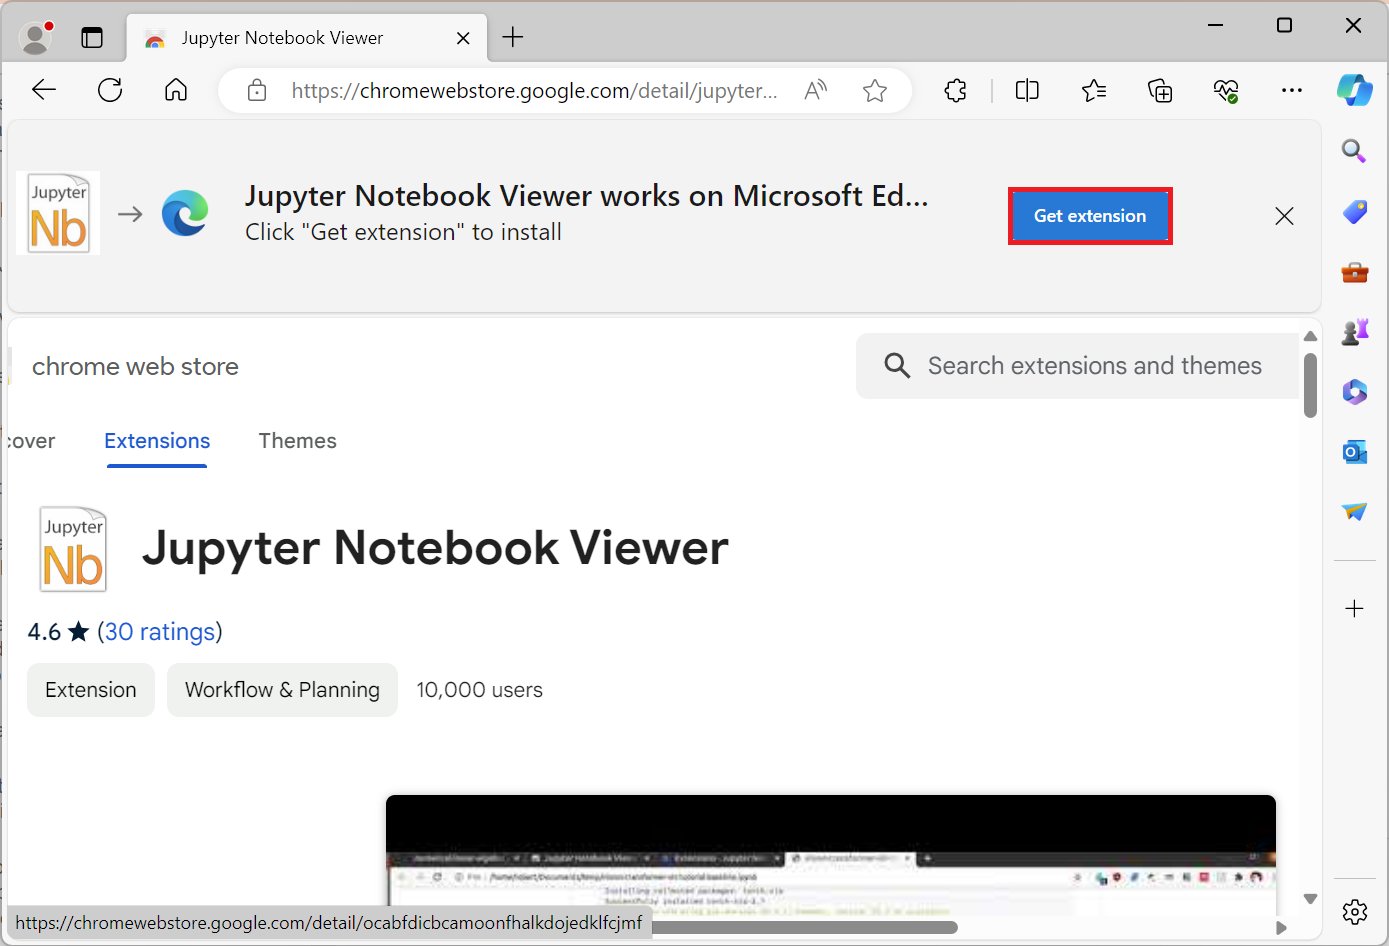 Jupyter Notebook Viewer
https://chromewebstore.google.com/detail/jupyter...
Jupyter
Nb
Jupyter Notebook Viewer works on Microsoft Ed...
Click "Get extension" to install
Get extension
chrome web store
Search extensions and themes
cover
Extensions
Themes
Jupyter
Nb
Jupyter Notebook Viewer
4.6 ★ (30 ratings)
Extension
Workflow & Planning
10,000 users
https://chromewebstore.google.com/detail/ocabfdicbcamoonfhalkdojedklfcjmf